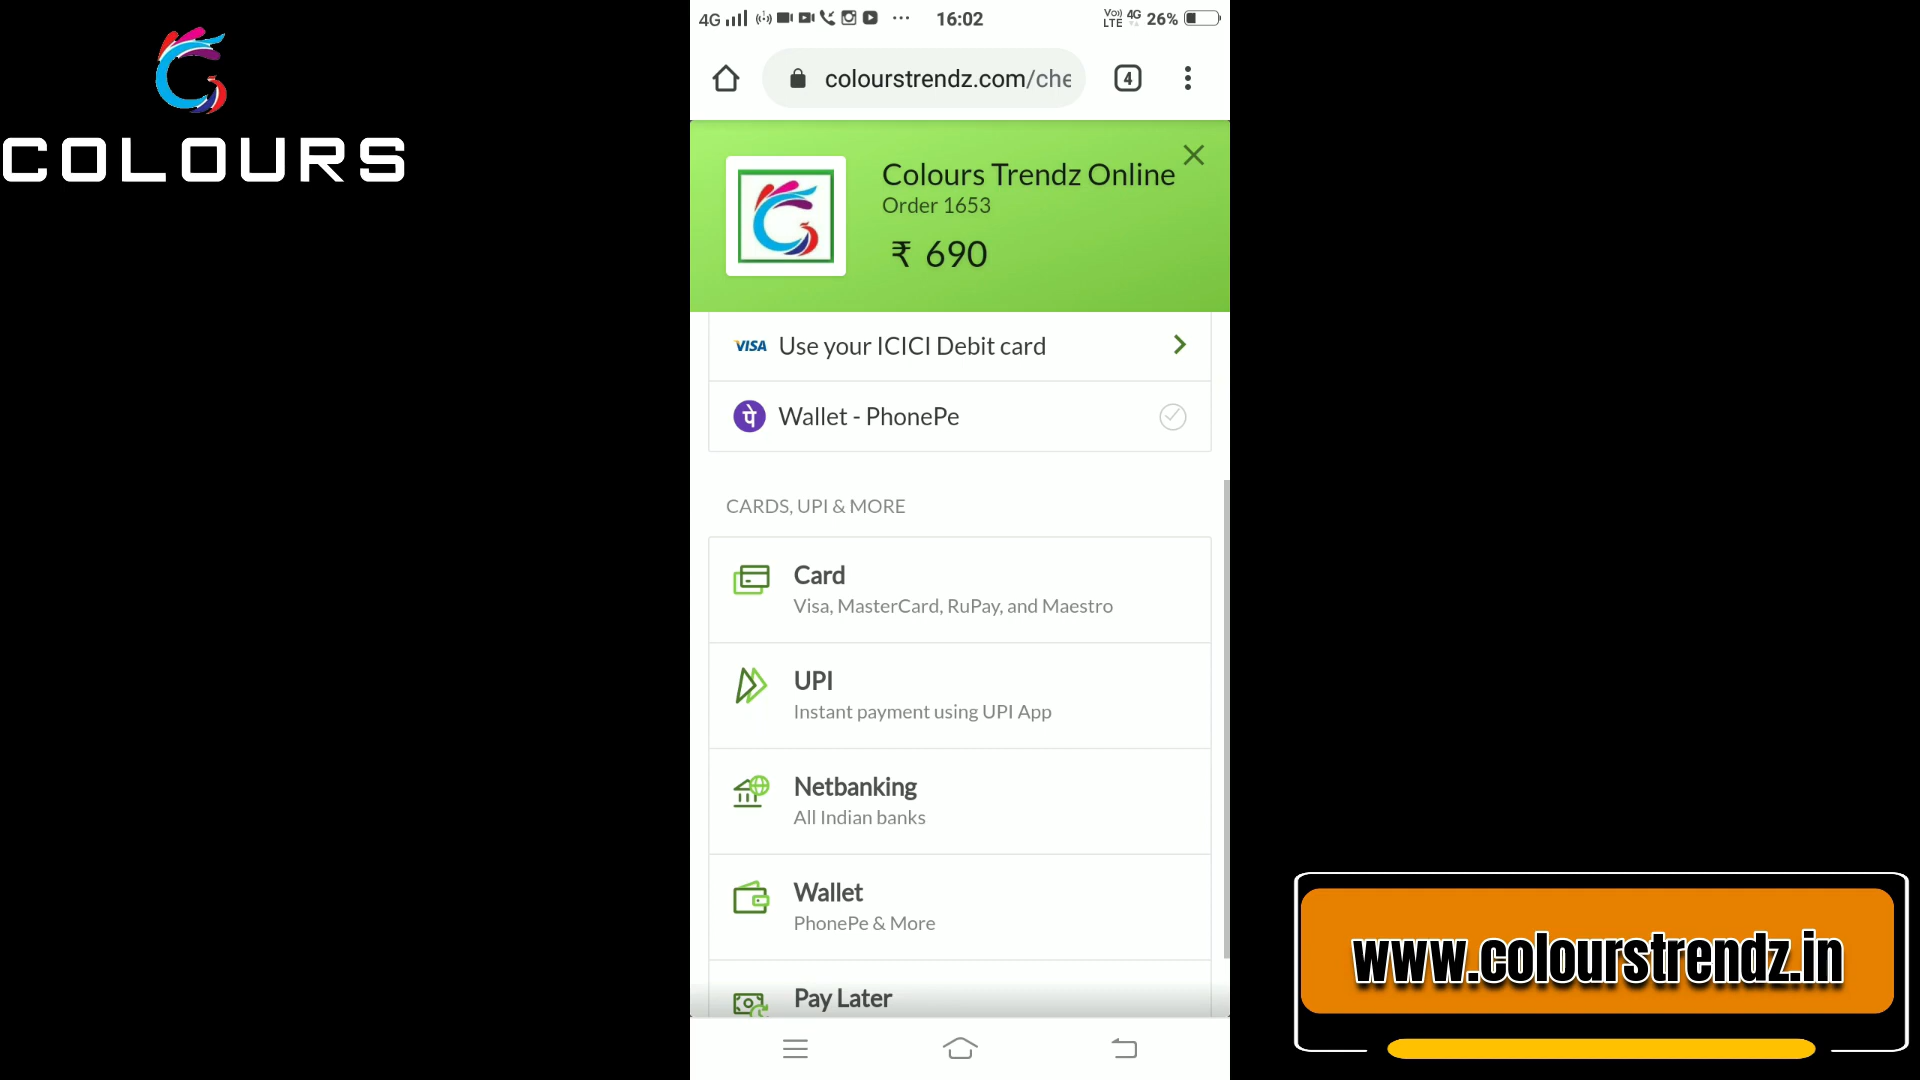 COLOURS
4G 16:02 VoLTE 4G 26%
colourstrendz.com/che 4
Colours Trendz Online
Order 1653
₹ 690
VISA Use your ICICI Debit card
पे Wallet - PhonePe
CARDS, UPI & MORE
Card
Visa, MasterCard, RuPay, and Maestro
UPI
Instant payment using UPI App
Netbanking
All Indian banks
Wallet
PhonePe & More
Pay Later
www.colourstrendz.in